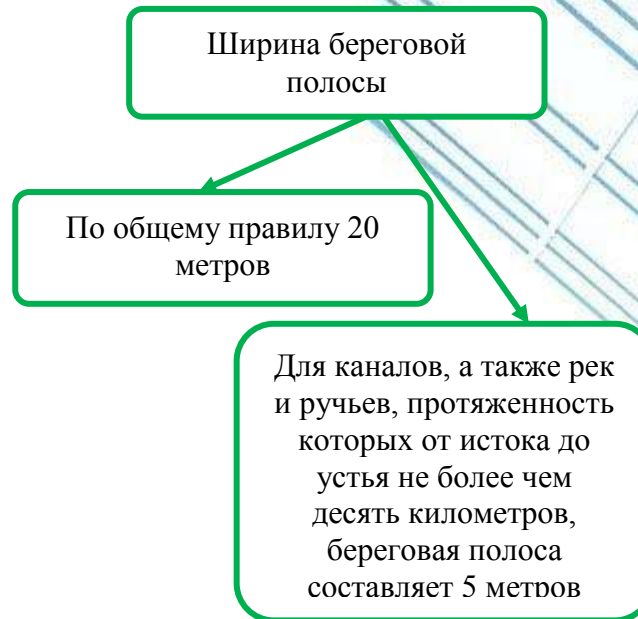 Ширина береговой
полосы
По общему правилу 20
метров
Для каналов, а также рек
и ручьев, протяженность
которых от истока до
устья не более чем
десять километров,
береговая полоса
составляет 5 метров